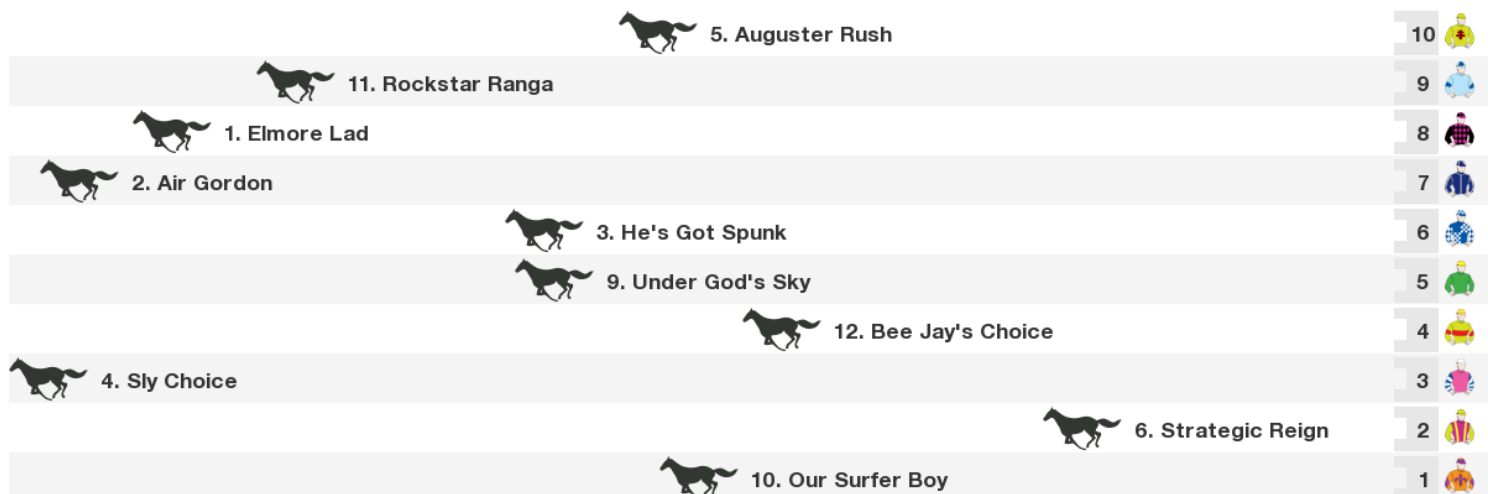 5. Auguster Rush 10
11. Rockstar Ranga 9
1. Elmore Lad 8
2. Air Gordon 7
3. He's Got Spunk 6
9. Under God's Sky 5
12. Bee Jay's Choice 4
4. Sly Choice 3
6. Strategic Reign 2
10. Our Surfer Boy 1